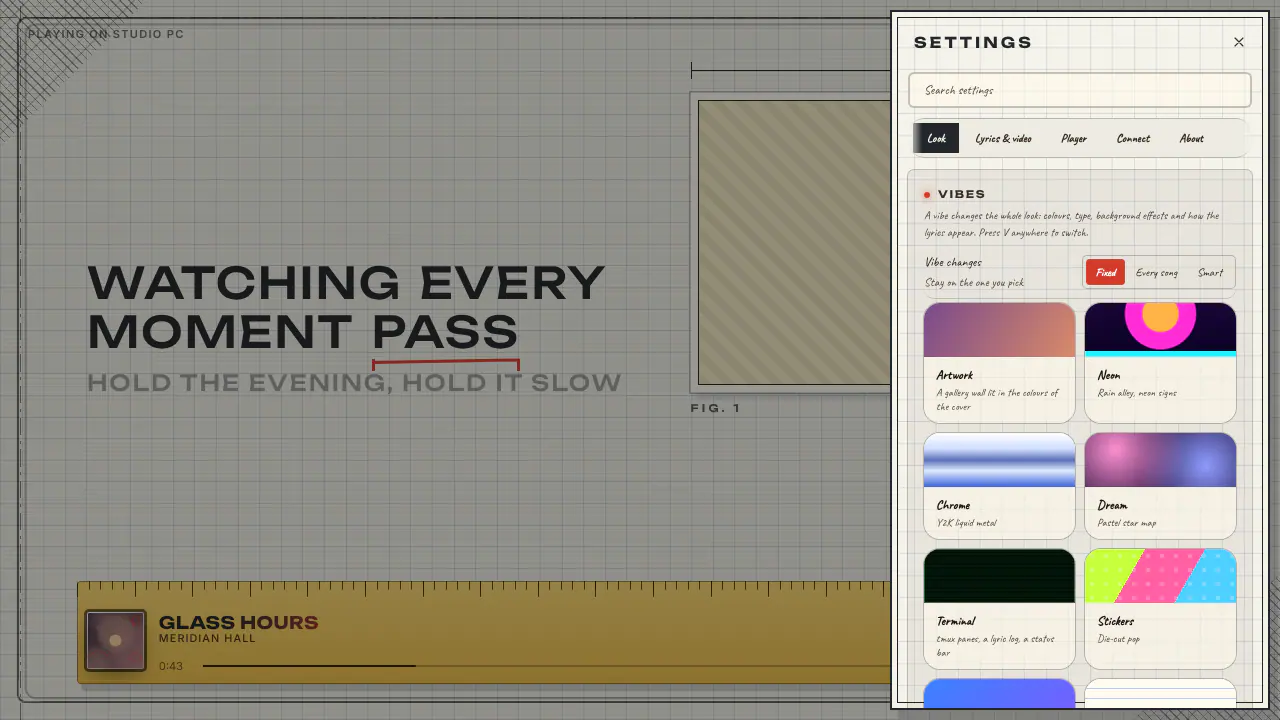 PLAYING ON STUDIO PC
WATCHING EVERY
MOMENT PASS
HOLD THE EVENING, HOLD IT SLOW
FIG. 1
GLASS HOURS
MERIDIAN HALL
0:43
SETTINGS
Search settings
Look
Lyrics & video
Player
Connect
About
VIBES
A vibe changes the whole look: colours, type, background effects and how the
lyrics appear. Press V anywhere to switch.
Vibe changes
Stay on the one you pick
Fixed
Every song
Smart
Artwork
A gallery wall lit in the colours of
the cover
Neon
Rain alley, neon signs
Chrome
Y2K liquid metal
Dream
Pastel star map
Terminal
tmux panes, a lyric log, a status
bar
Stickers
Die-cut pop